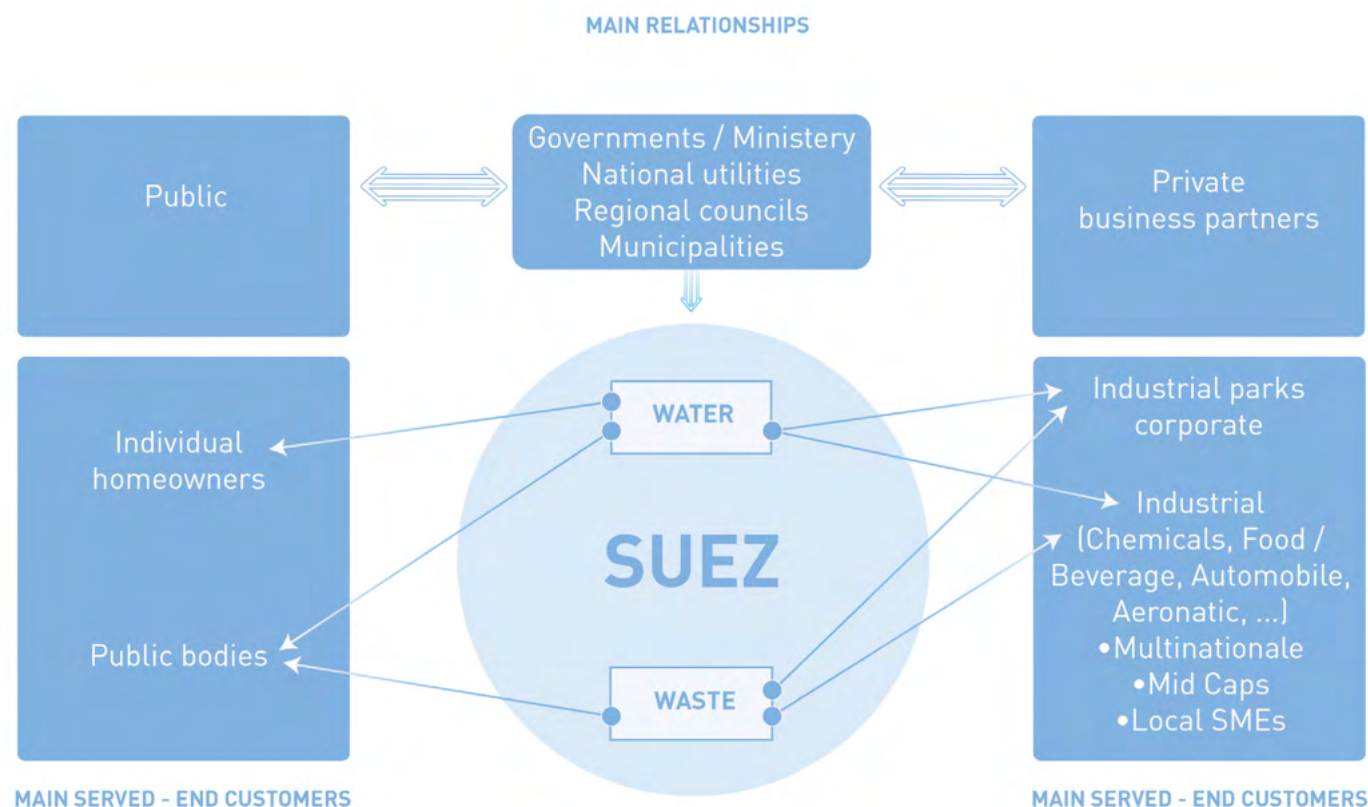 MAIN RELATIONSHIPS
Public
Governments / Ministery
National utilities
Regional councils
Municipalities
Private
business partners
Individual
homeowners
Public bodies
WATER
SUEZ
WASTE
Industrial parks
corporate
Industrial
(Chemicals, Food /
Beverage, Automobile,
Aeronatic, ...)
•Multinationale
•Mid Caps
•Local SMEs
MAIN SERVED - END CUSTOMERS
MAIN SERVED - END CUSTOMERS